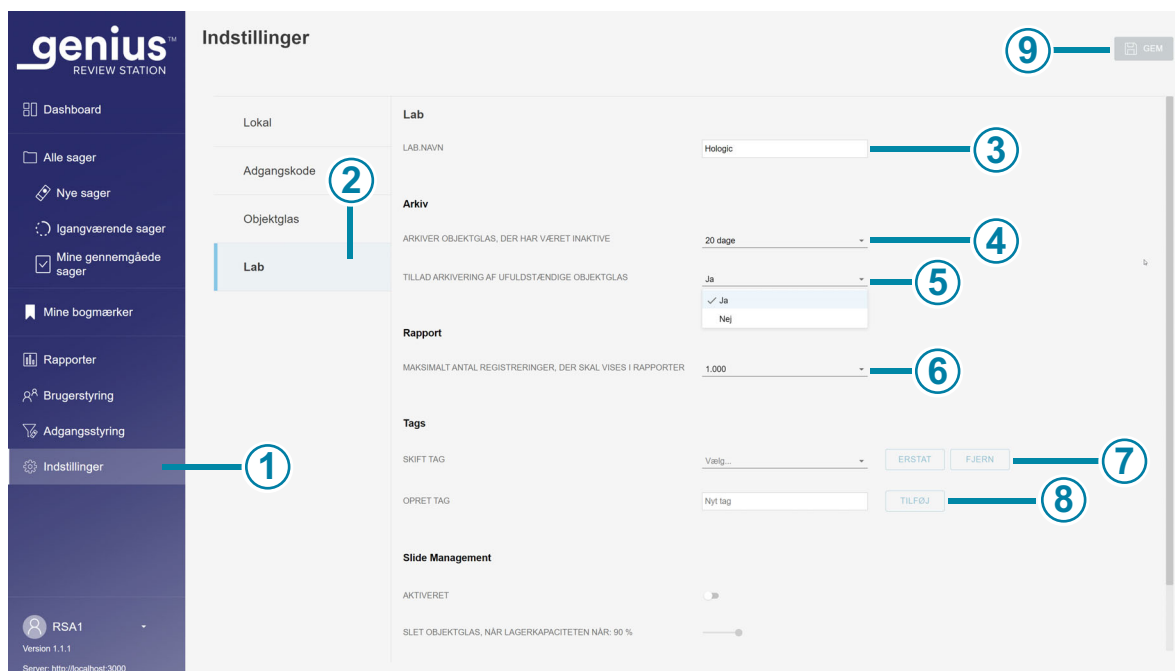 genius™
REVIEW STATION
Dashboard
Alle sager
Nye sager
Igangværende sager
Mine gennemgåede
sager
Mine bogmærker
Rapporter
Brugerstyring
Adgangsstyring
Indstillinger
1
RSA1
Version 1.1.1
Server: http://localhost:3000
Indstillinger
9
GEM
Lokal
Adgangskode
2
Objektglas
Lab
Lab
LAB.NAVN
Hologic
3
Arkiv
ARKIVER OBJEKTGLAS, DER HAR VÆRET INAKTIVE
20 dage
4
TILLAD ARKIVERING AF UFULDSTÆNDIGE OBJEKTGLAS
Ja
5
Ja
Nej
Rapport
MAKSIMALT ANTAL REGISTRERINGER, DER SKAL VISES I RAPPORTER
1.000
6
Tags
SKIFT TAG
Vælg...
ERSTAT
FJERN
7
OPRET TAG
Nyt tag
TILFØJ
8
Slide Management
AKTIVERET
SLET OBJEKTGLAS, NÅR LAGERKAPACITETEN NÅR: 90 %